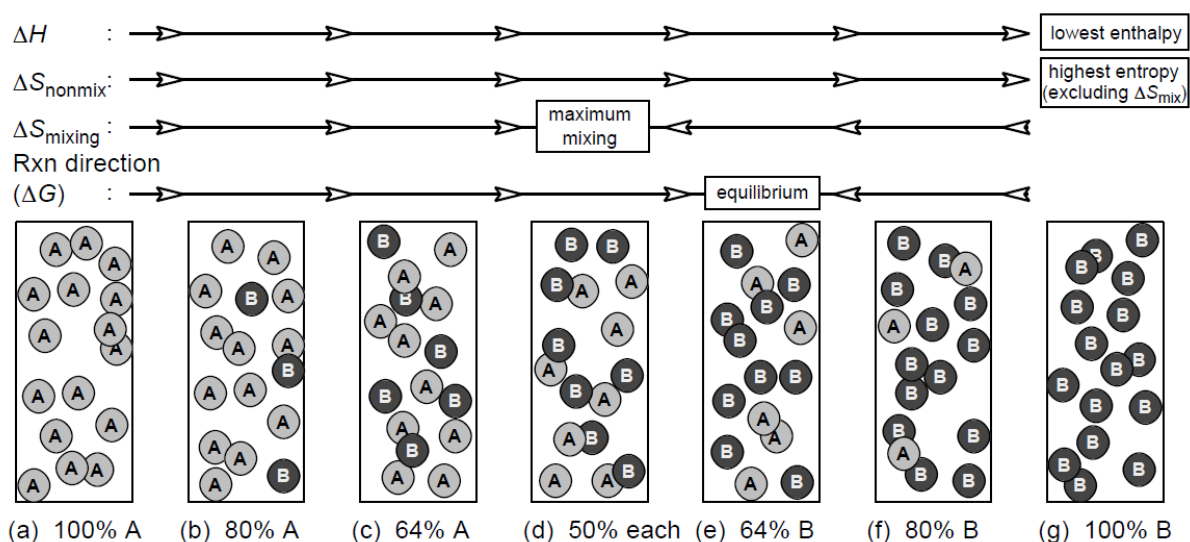 ΔH : lowest enthalpy
ΔS_nonmix: highest entropy
(excluding ΔS_mix)
ΔS_mixing : maximum
mixing
Rxn direction
(ΔG) : equilibrium
A A A A A A A A A A A A A A A A
A A A B A A A A B A A A A A B A
B A A B A A A B A B B A A B A A
B B B A A A B A B B A A B A A B
B A A B B B A B B B B A A B A B
B B A B B A B B B B B B B A B B
B B B B B B B B B B B B B B B B
(a) 100% A (b) 80% A (c) 64% A (d) 50% each (e) 64% B (f) 80% B (g) 100% B